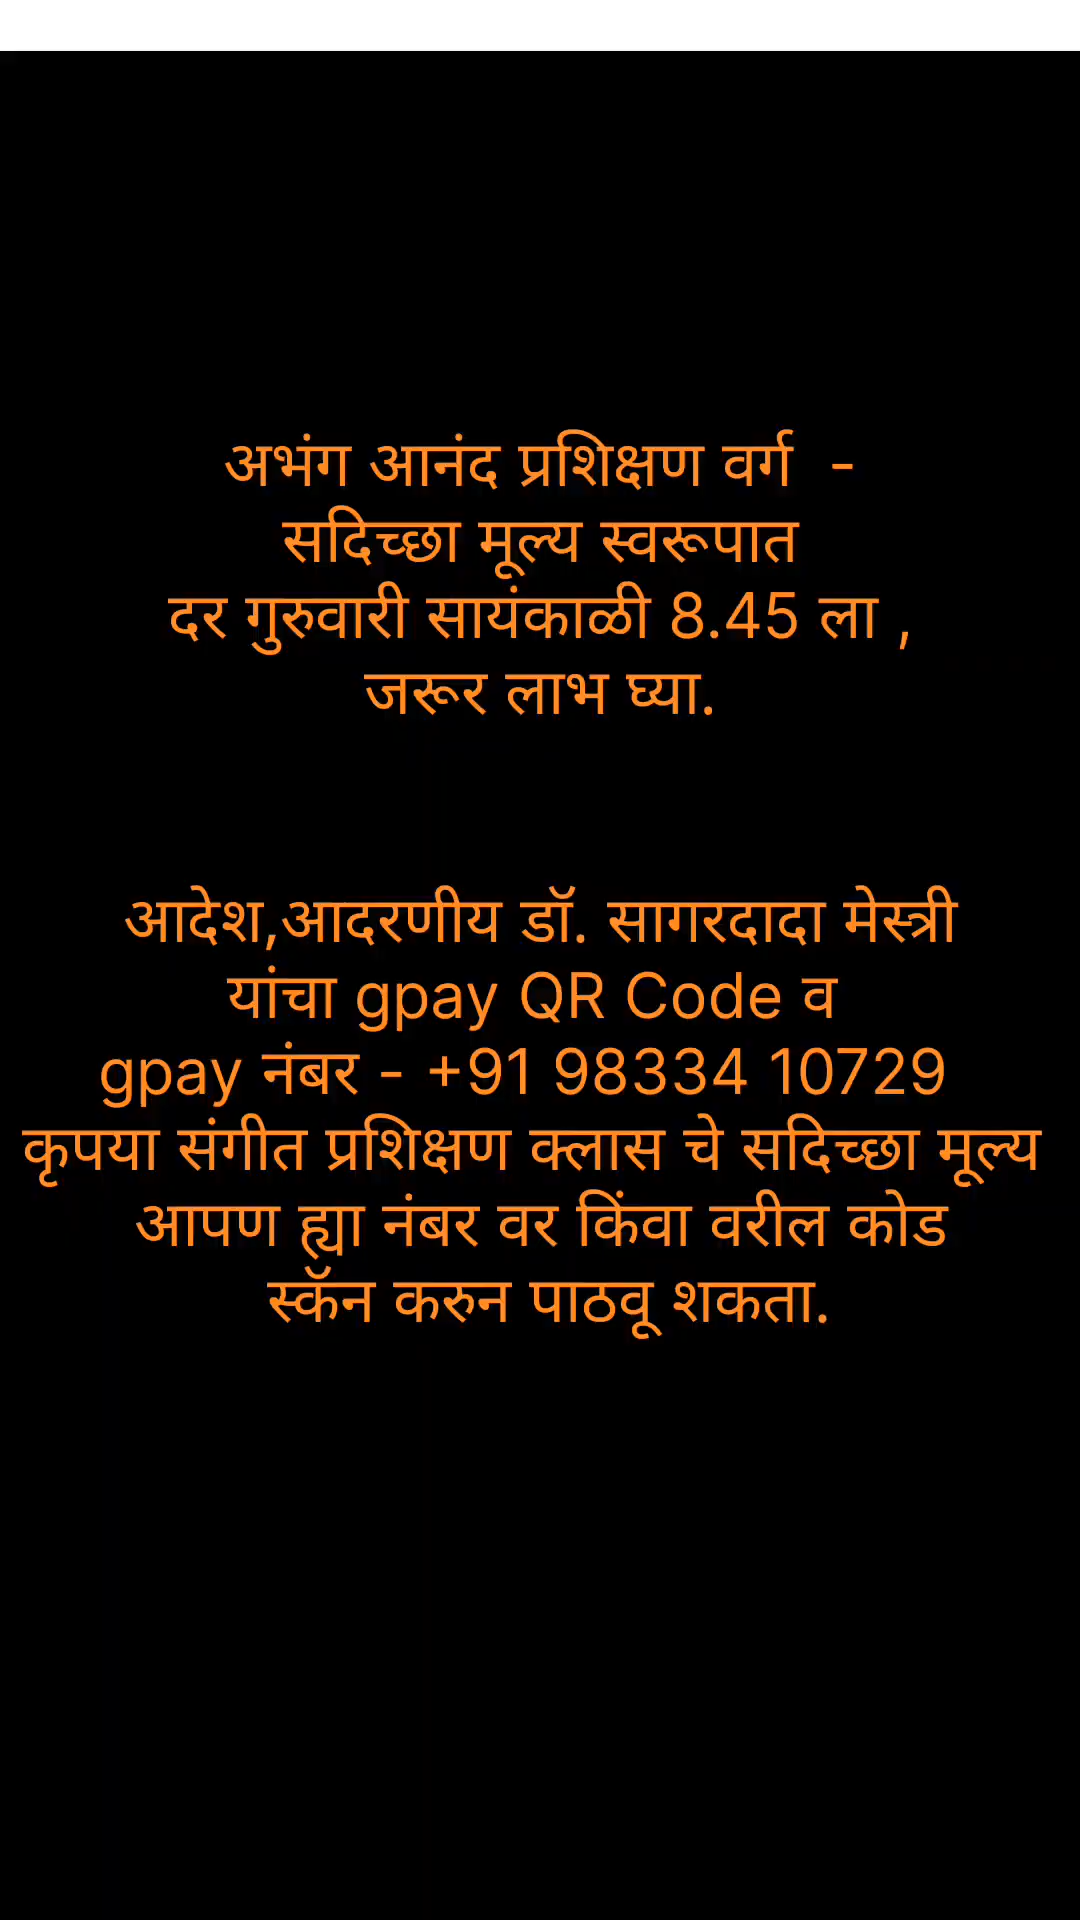 अभंग आनंद प्रशिक्षण वर्ग  -
सदिच्छा मूल्य स्वरूपात
दर गुरुवारी सायंकाळी 8.45 ला ,
जरूर लाभ घ्या.
आदेश,आदरणीय डॉ. सागरदादा मेस्त्री
यांचा gpay QR Code व
gpay नंबर - +91 98334 10729
कृपया संगीत प्रशिक्षण क्लास चे सदिच्छा मूल्य
आपण ह्या नंबर वर किंवा वरील कोड
स्कॅन करुन पाठवू शकता.